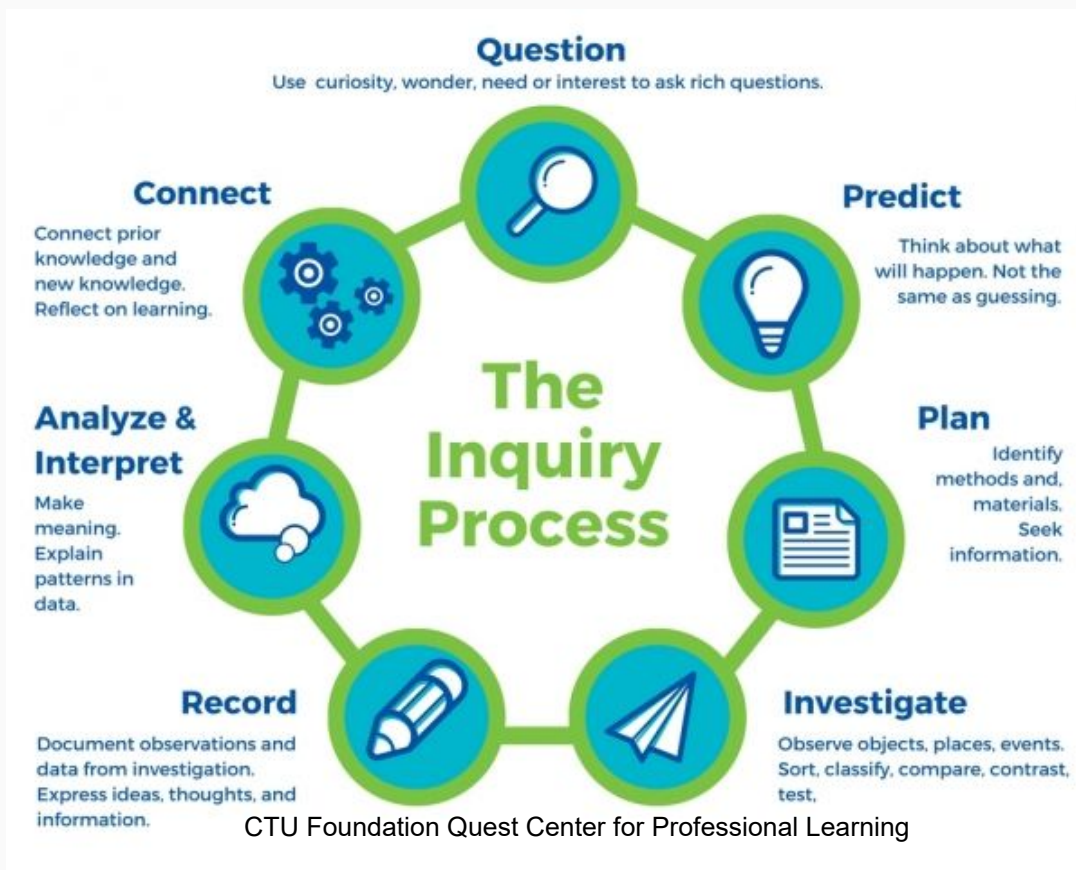 Question
Use curiosity, wonder, need or interest to ask rich questions.
Predict
Think about what
will happen. Not the
same as guessing.
Plan
Identify
methods and,
materials.
Seek
information.
Investigate
Observe objects, places, events.
Sort, classify, compare, contrast,
test,
Record
Document observations and
data from investigation.
Express ideas, thoughts, and
information.
Analyze &
Interpret
Make
meaning.
Explain
patterns in
data.
Connect
Connect prior
knowledge and
new knowledge.
Reflect on learning.
The
Inquiry
Process
CTU Foundation Quest Center for Professional Learning